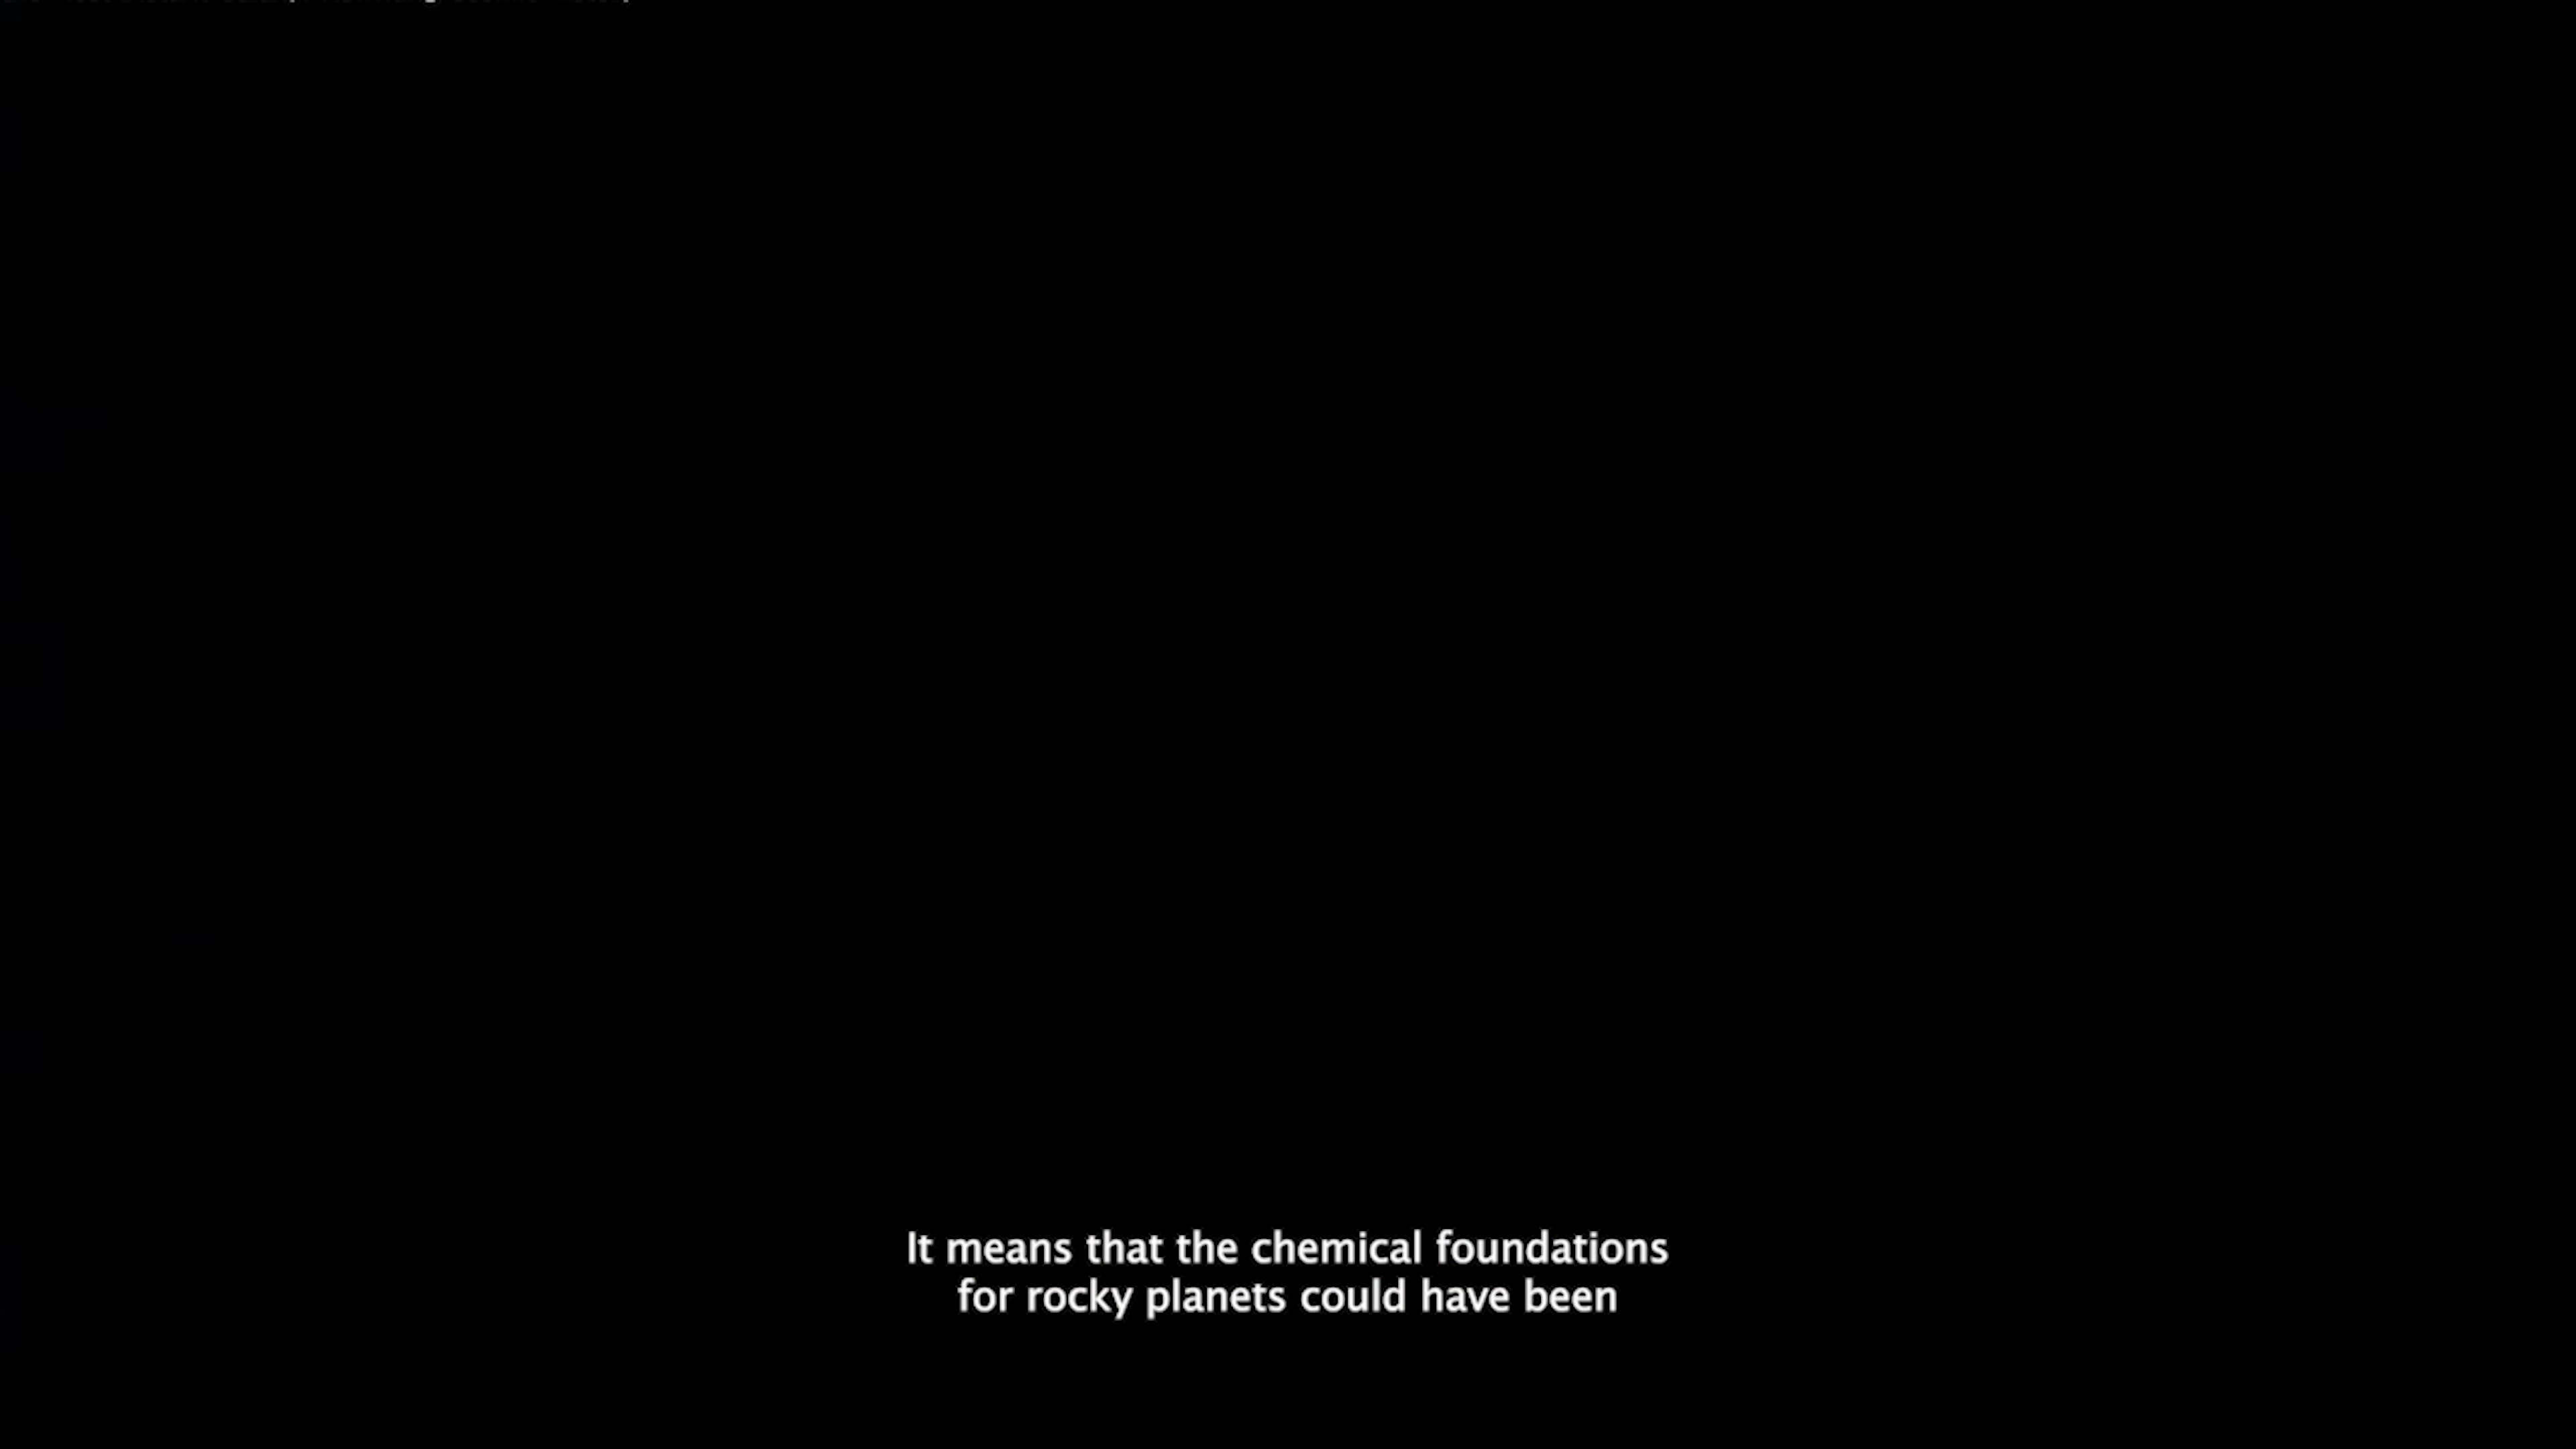 It means that the chemical foundations
for rocky planets could have been